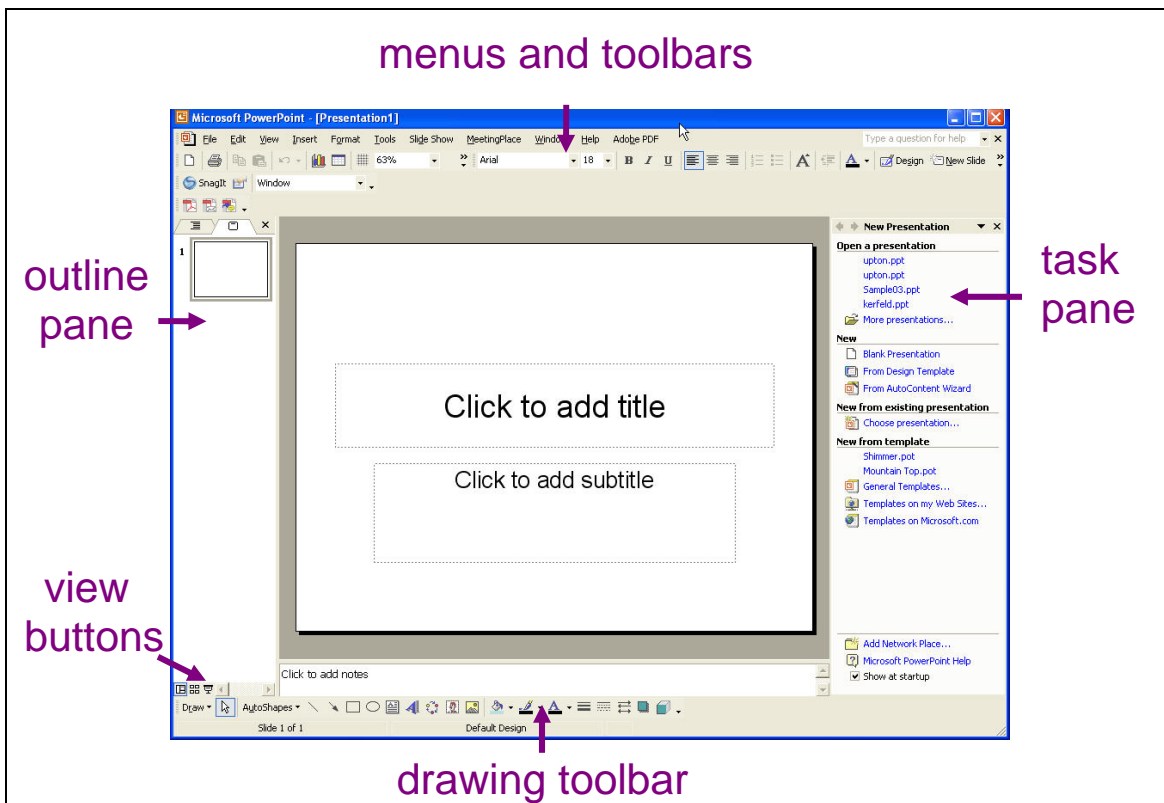 menus and toolbars
Microsoft PowerPoint - [Presentation1]
File Edit View Insert Format Tools Slide Show MeetingPlace Window Help Adobe PDF Type a question for help
63% Arial 18 B I U A A Design New Slide
SnagIt Window
1
New Presentation
Open a presentation
upton.ppt
upton.ppt
Sample03.ppt
kerfeld.ppt
More presentations...
New
Blank Presentation
From Design Template
From AutoContent Wizard
New from existing presentation
Choose presentation...
New from template
Shimmer.pot
Mountain Top.pot
General Templates...
Templates on my Web Sites...
Templates on Microsoft.com
Add Network Place...
Microsoft PowerPoint Help
Show at startup
outline
pane
task
pane
Click to add title
Click to add subtitle
view
buttons
Click to add notes
Draw AutoShapes A A
Slide 1 of 1 Default Design
drawing toolbar